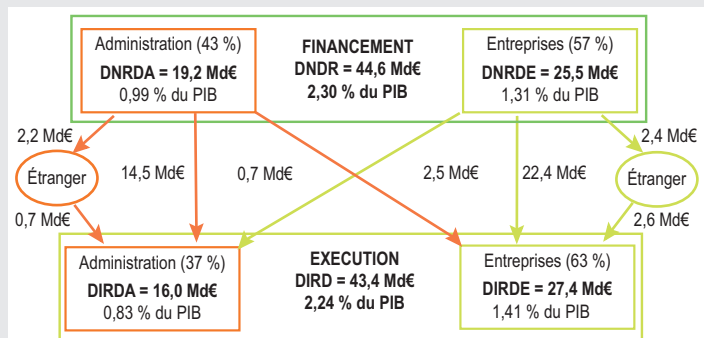 Administration (43 %)
DNRDA = 19,2 Md€
0,99 % du PIB
FINANCEMENT
DNDR = 44,6 Md€
2,30 % du PIB
Entreprises (57 %)
DNRDE = 25,5 Md€
1,31 % du PIB
2,2 Md€
2,4 Md€
Étranger
14,5 Md€
0,7 Md€
2,5 Md€
22,4 Md€
Étranger
0,7 Md€
2,6 Md€
Administration (37 %)
DIRDA = 16,0 Md€
0,83 % du PIB
EXECUTION
DIRD = 43,4 Md€
2,24 % du PIB
Entreprises (63 %)
DIRDE = 27,4 Md€
1,41 % du PIB